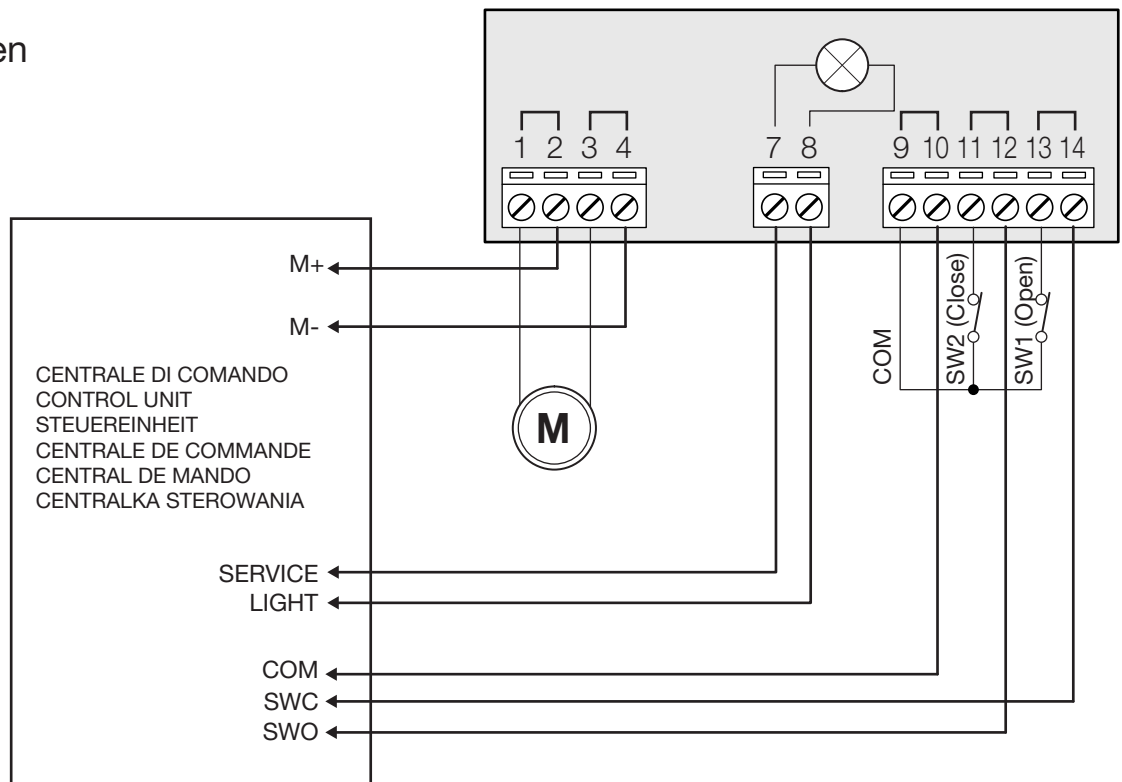 en
1 2 3 4 7 8 9 10 11 12 13 14
M+
M-
CENTRALE DI COMANDO
CONTROL UNIT
STEUEREINHEIT
CENTRALE DE COMMANDE
CENTRAL DE MANDO
CENTRALKA STEROWANIA
M
COM
SW2 (Close)
SW1 (Open)
SERVICE
LIGHT
COM
SWC
SWO